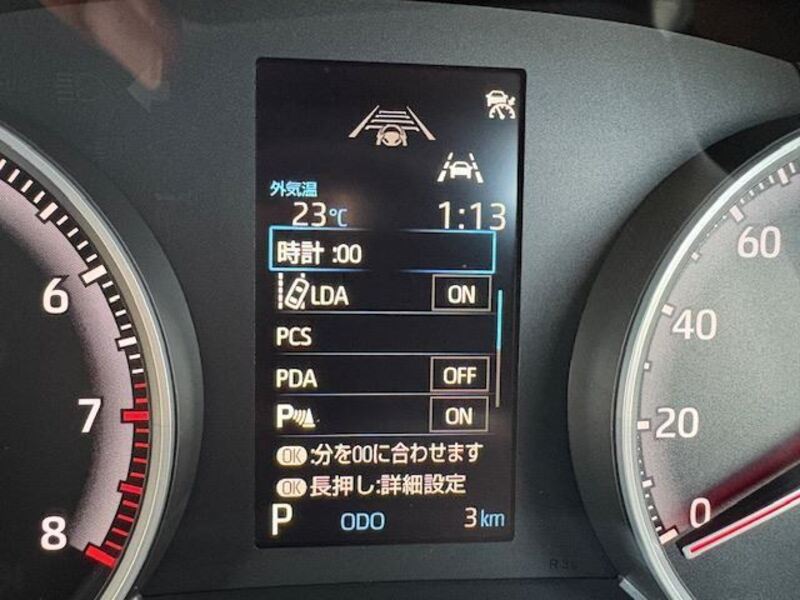 外気温
23℃ 1:13
時計 :00
LDA ON
PCS
PDA OFF
P ON
OK :分を00に合わせます
OK 長押し:詳細設定
P ODO 3 km
6
7
8
60
40
20
0